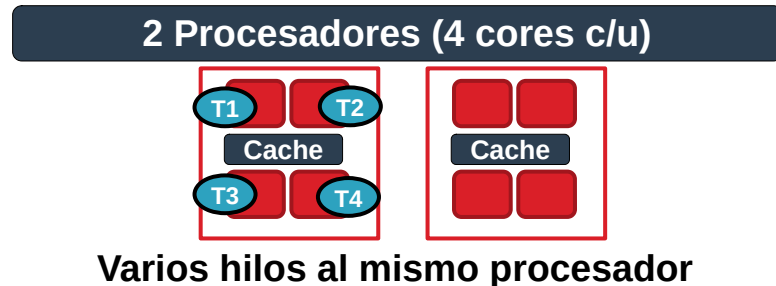 2 Procesadores (4 cores c/u)
T1 T2
Cache Cache
T3 T4
Varios hilos al mismo procesador